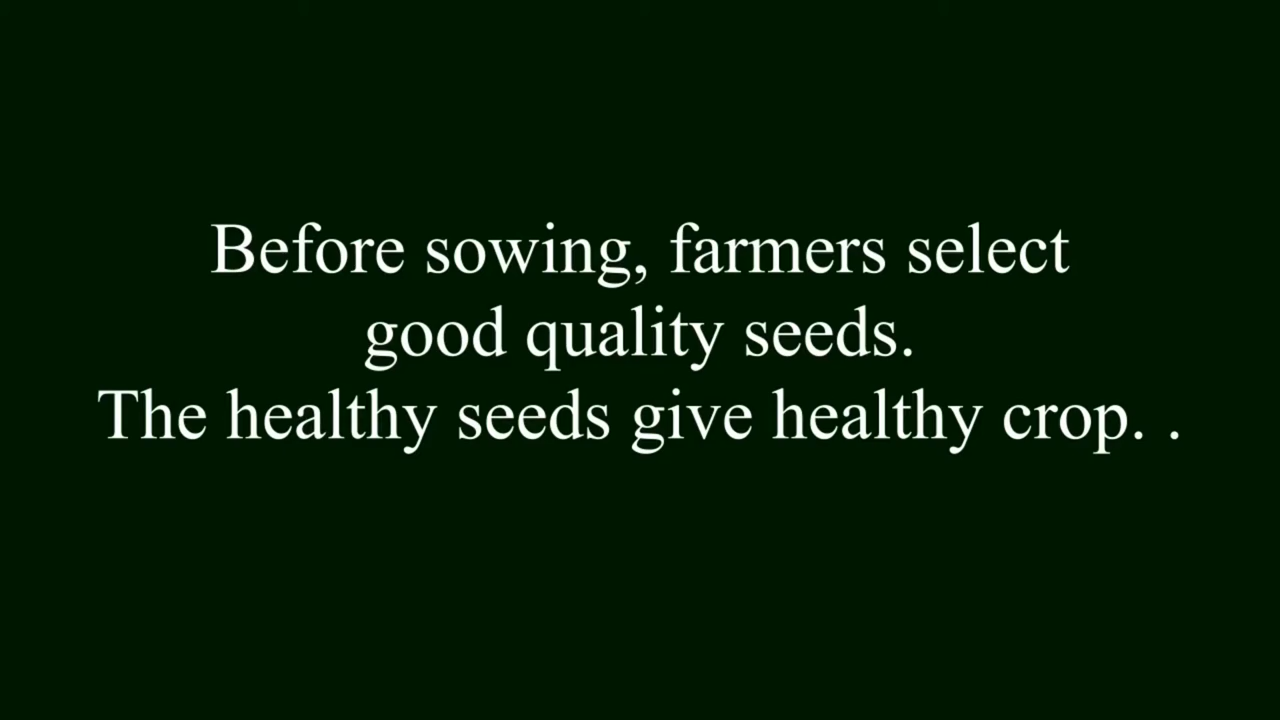 Before sowing, farmers select
good quality seeds.
The healthy seeds give healthy crop. .